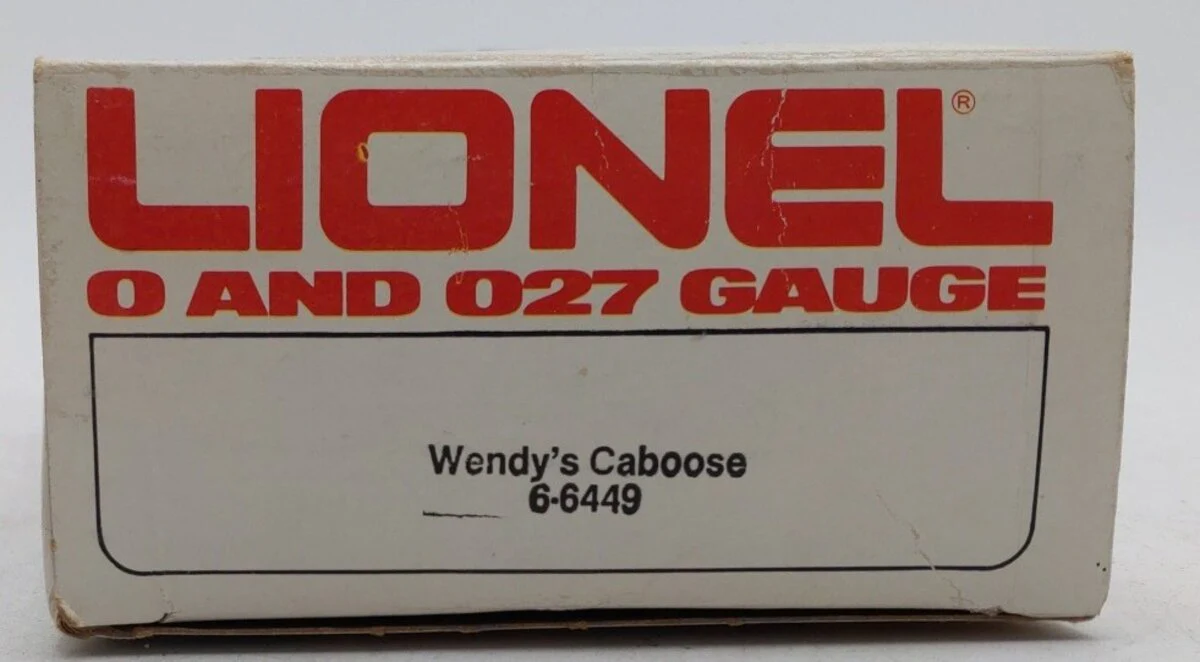 LIONEL®
O AND O27 GAUGE
Wendy's Caboose
6-6449